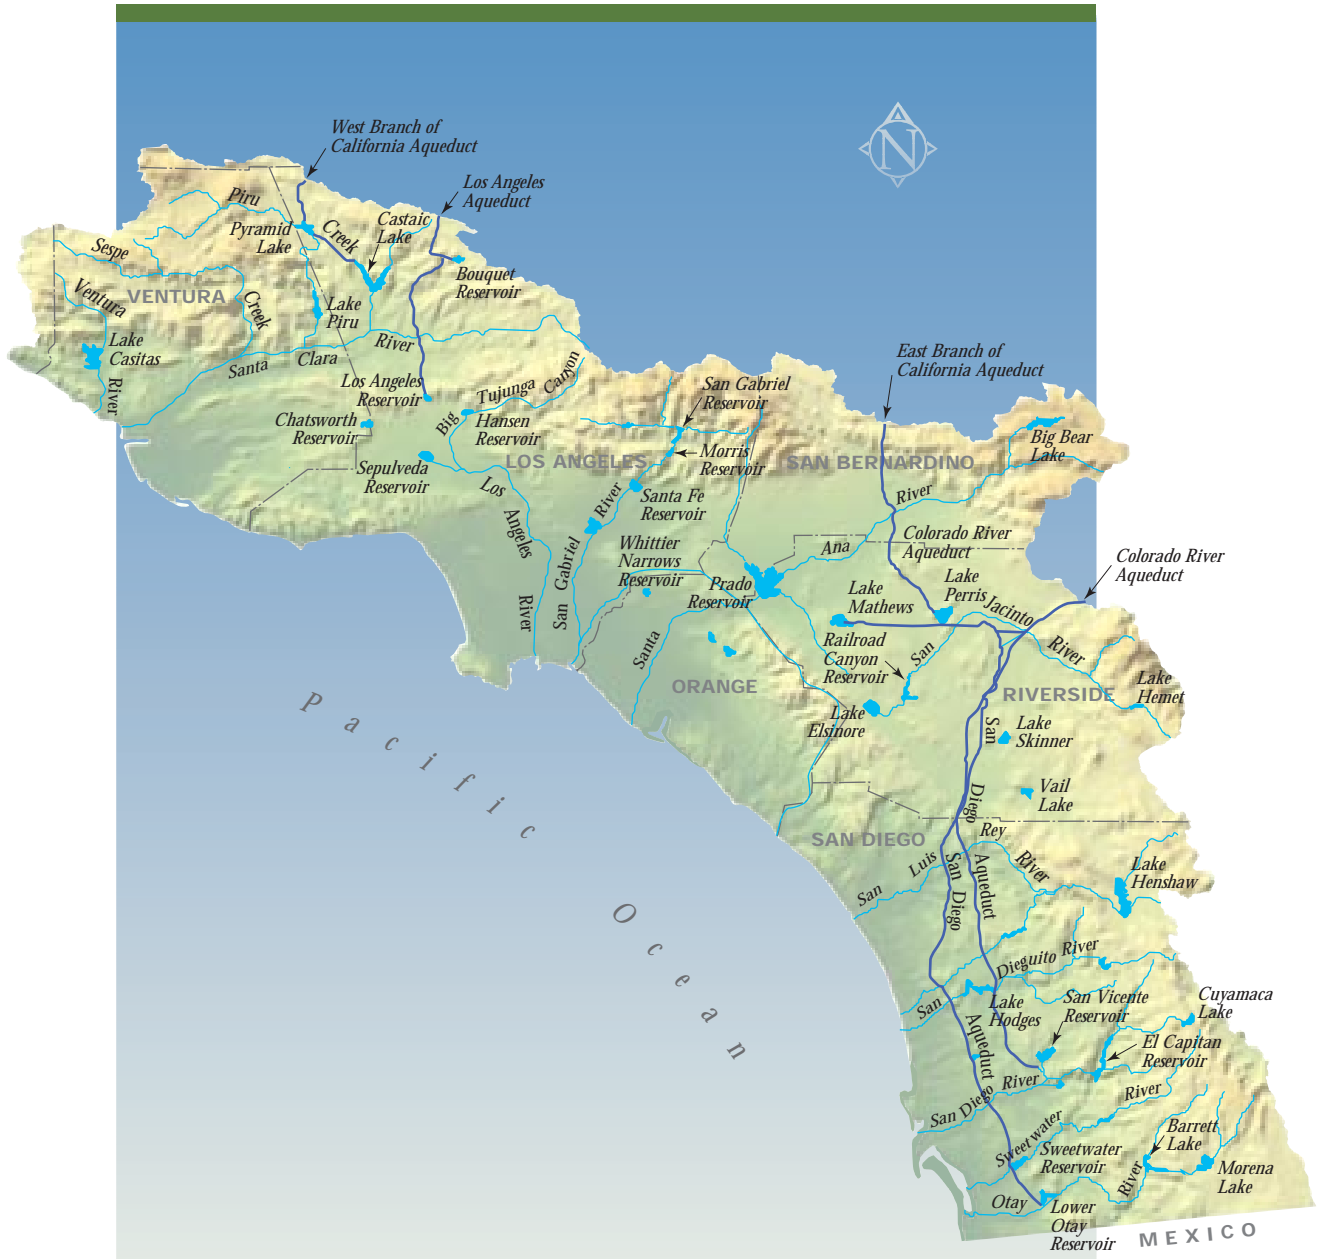 N
West Branch of
California Aqueduct
Los Angeles
Aqueduct
Piru
Creek
Pyramid
Lake
Castaic
Lake
Bouquet
Reservoir
Sespe
Creek
VENTURA
Ventura
River
Lake
Casitas
Lake
Piru
Santa Clara River
Los Angeles
Reservoir
Chatsworth
Reservoir
Sepulveda
Reservoir
Big Tujunga Canyon
Hansen
Reservoir
LOS ANGELES
San Gabriel
Reservoir
Morris
Reservoir
Santa Fe
Reservoir
Los Angeles River
San Gabriel River
Whittier
Narrows
Reservoir
East Branch of
California Aqueduct
SAN BERNARDINO
Big Bear
Lake
Santa Ana River
Prado
Reservoir
Colorado River
Aqueduct
Colorado River
Aqueduct
Lake
Mathews
Lake
Perris
San Jacinto River
Railroad
Canyon
Reservoir
Lake
Elsinore
ORANGE
RIVERSIDE
Lake
Hemet
Lake
Skinner
Vail
Lake
San Diego Aqueduct
SAN DIEGO
San Luis Rey River
Lake
Henshaw
San Diego Aqueduct
San Dieguito River
Lake
Hodges
San Vicente
Reservoir
Cuyamaca
Lake
El Capitan
Reservoir
San Diego River
Sweetwater River
Sweetwater
Reservoir
Barrett
Lake
Morena
Lake
Otay River
Lower
Otay
Reservoir
MEXICO
Pacific Ocean